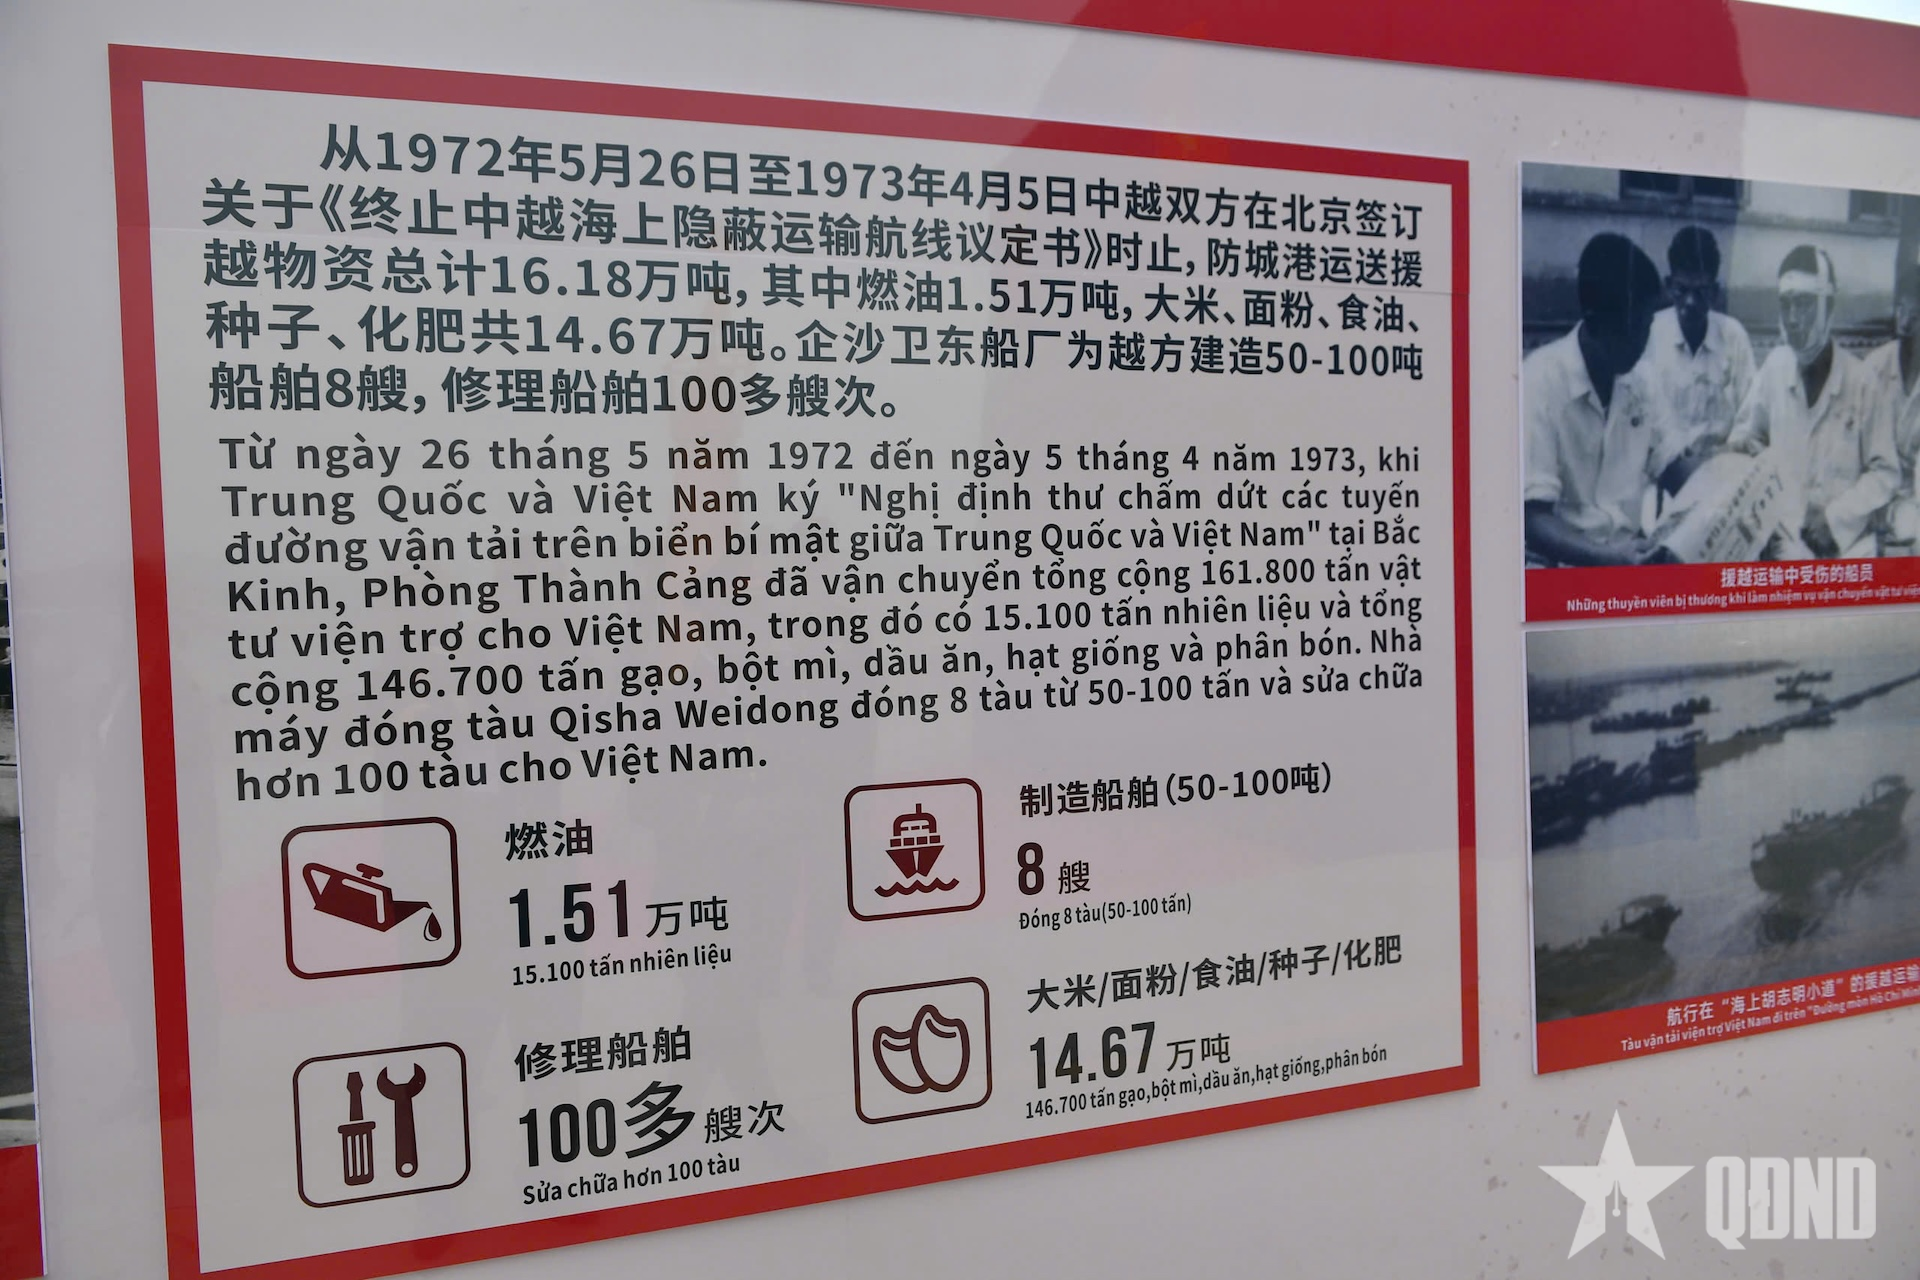 从1972年5月26日至1973年4月5日中越双方在北京签订
关于《终止中越海上隐蔽运输航线议定书》时止，防城港运送援
越物资总计16.18万吨，其中燃油1.51万吨，大米、面粉、食油、
种子、化肥共14.67万吨。企沙卫东船厂为越方建造50-100吨
船舶8艘，修理船舶100多艘次。
Từ ngày 26 tháng 5 năm 1972 đến ngày 5 tháng 4 năm 1973, khi
Trung Quốc và Việt Nam ký "Nghị định thư chấm dứt các tuyến
đường vận tải trên biển bí mật giữa Trung Quốc và Việt Nam" tại Bắc
Kinh, Phòng Thành Cảng đã vận chuyển tổng cộng 161.800 tấn vật
tư viện trợ cho Việt Nam, trong đó có 15.100 tấn nhiên liệu và tổng
cộng 146.700 tấn gạo, bột mì, dầu ăn, hạt giống và phân bón. Nhà
máy đóng tàu Qisha Weidong đóng 8 tàu từ 50-100 tấn và sửa chữa
hơn 100 tàu cho Việt Nam.
燃油
1.51万吨
15.100 tấn nhiên liệu
制造船舶(50-100吨)
8艘
Đóng 8 tàu(50-100 tấn)
修理船舶
100多艘次
Sửa chữa hơn 100 tàu
大米/面粉/食油/种子/化肥
14.67万吨
146.700 tấn gạo,bột mì,dầu ăn,hạt giống,phân bón
援越运输中受伤的船员
Những thuyền viên bị thương khi làm nhiệm vụ vận chuyển vật tư viện
航行在“海上胡志明小道”的援越运输
Tàu vận tải viện trợ Việt Nam đi trên "Đường mòn Hồ Chí Minh
QĐND